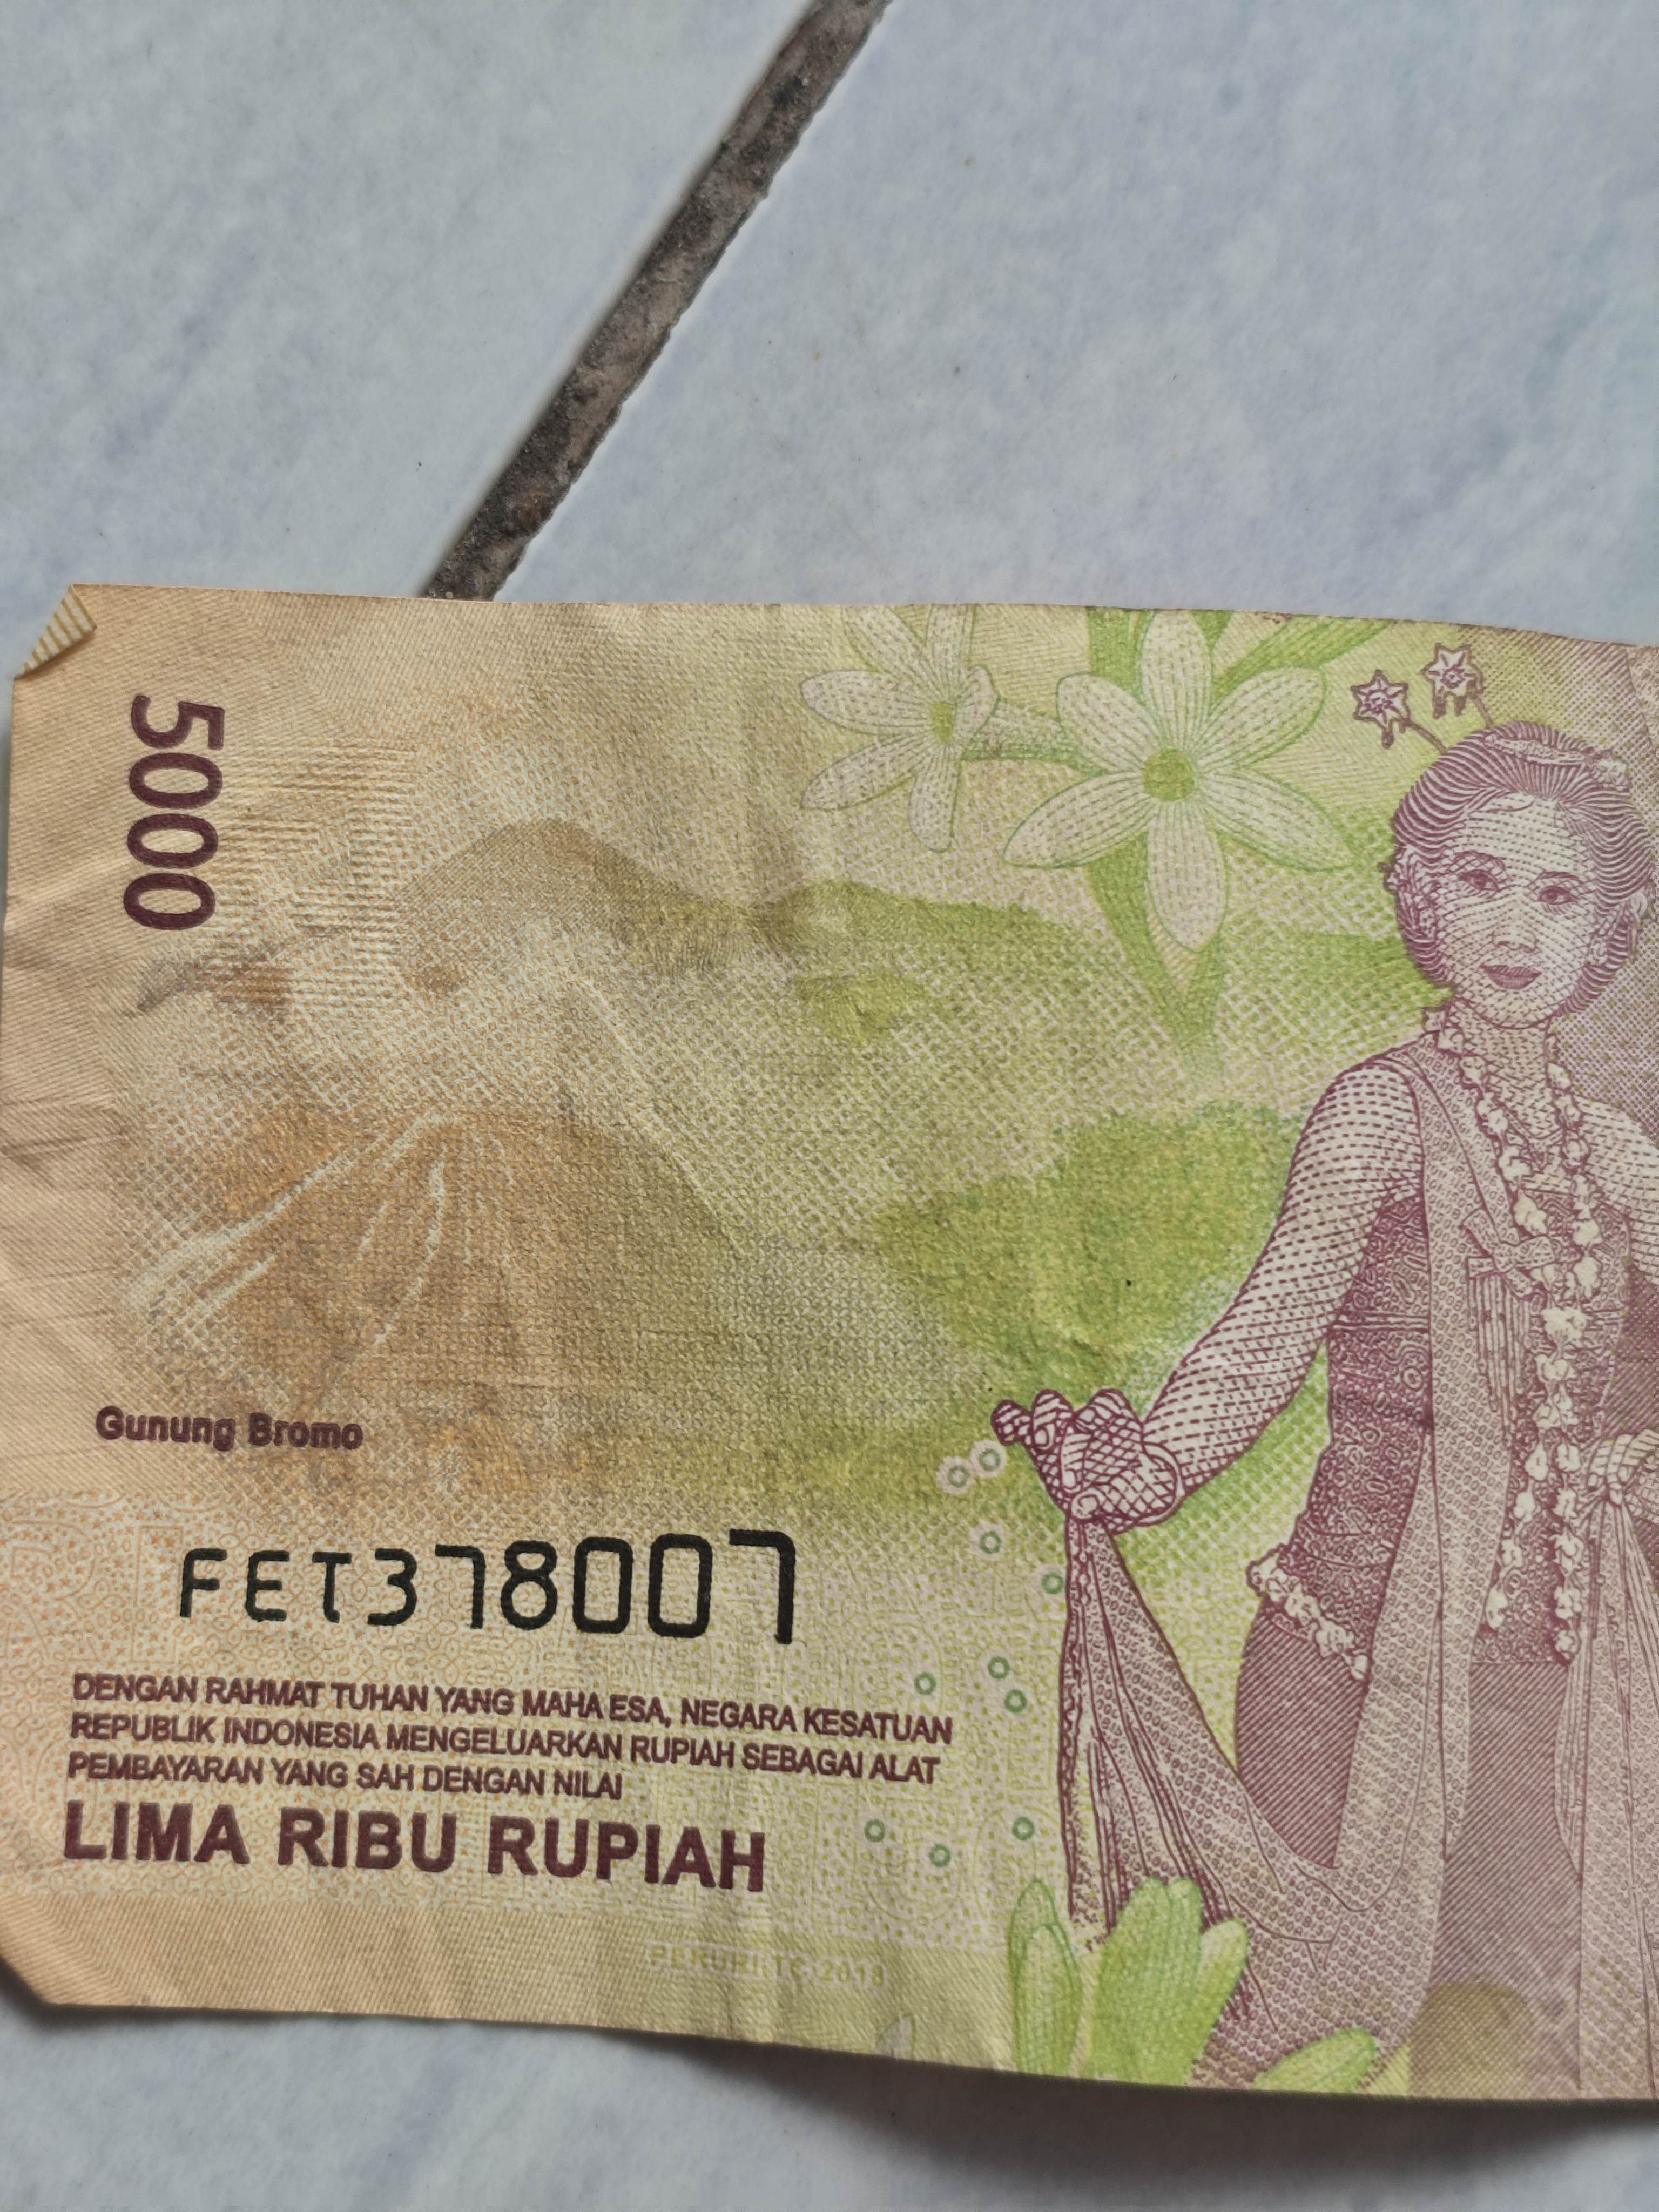 5000
Gunung Bromo
FET378007
DENGAN RAHMAT TUHAN YANG MAHA ESA, NEGARA KESATUAN
REPUBLIK INDONESIA MENGELUARKAN RUPIAH SEBAGAI ALAT
PEMBAYARAN YANG SAH DENGAN NILAI
LIMA RIBU RUPIAH
PERURI TE 2018